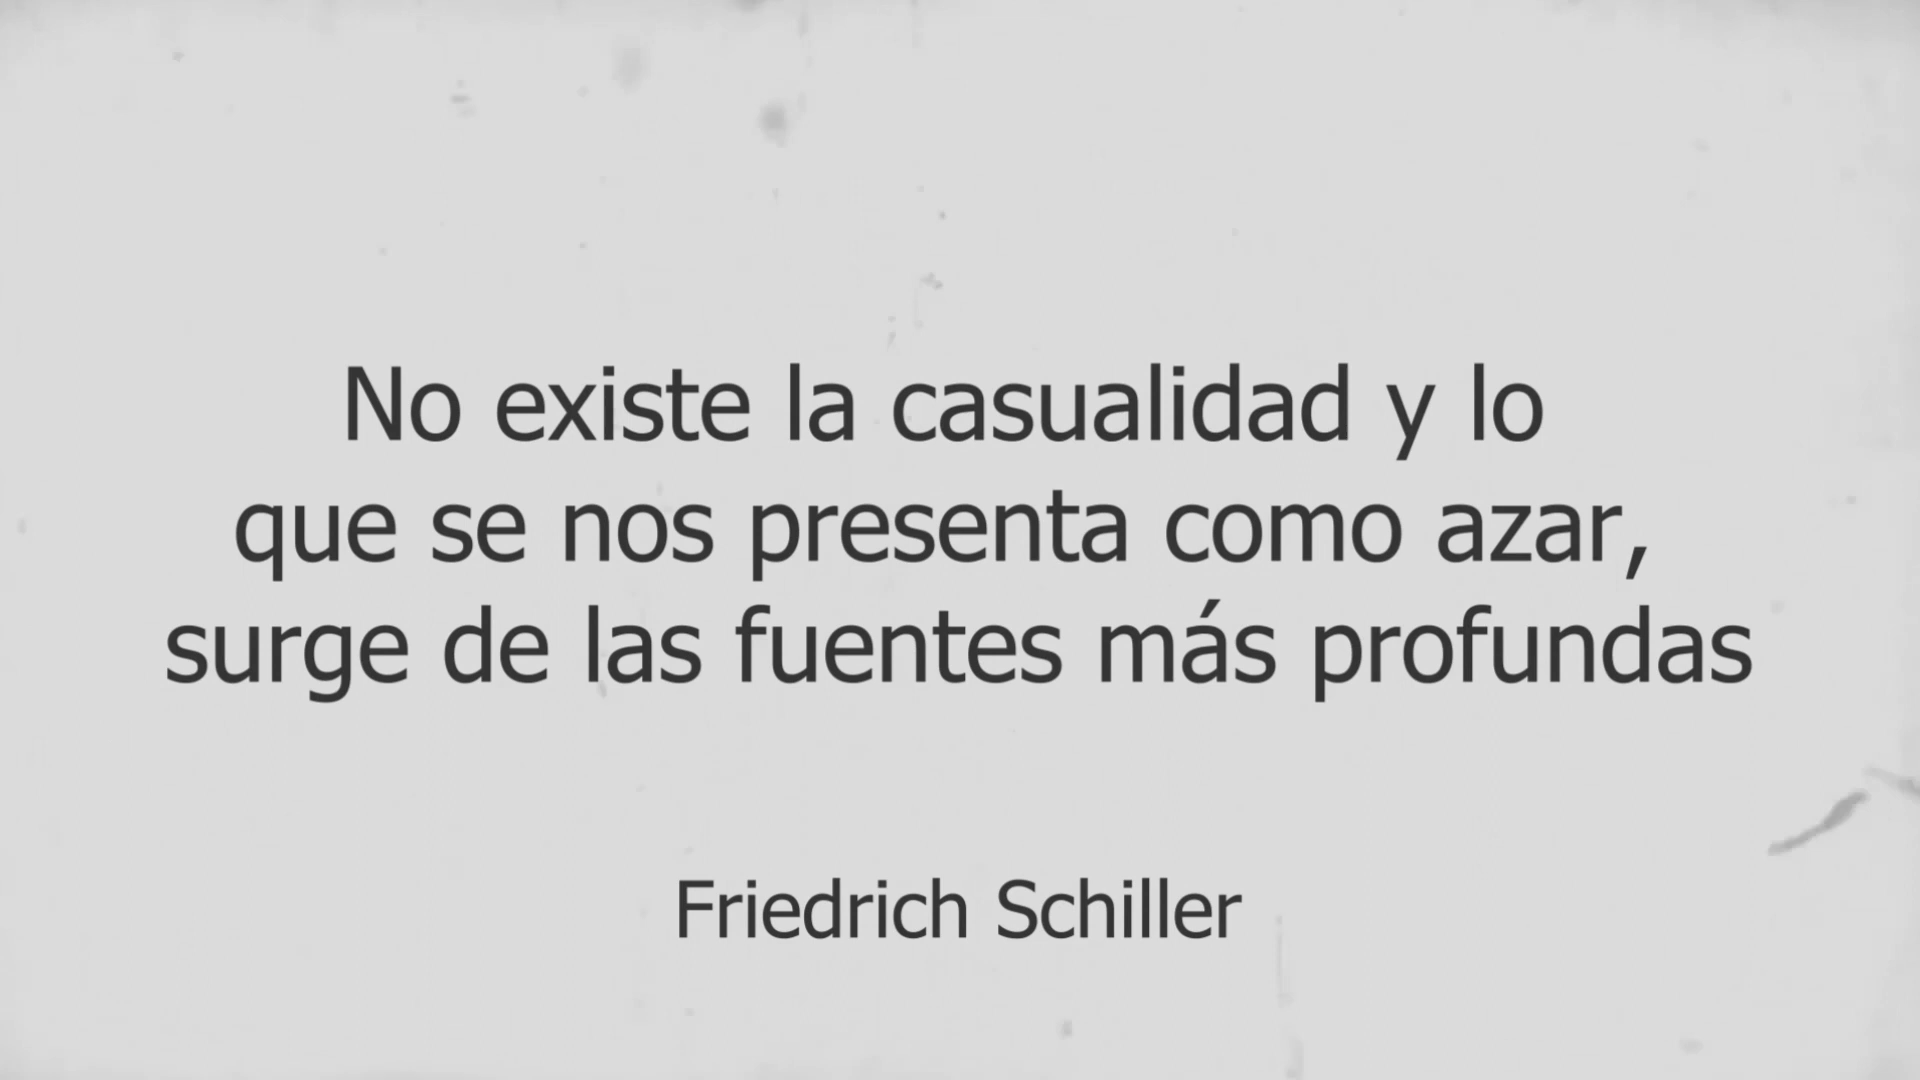 No existe la casualidad y lo
que se nos presenta como azar,
surge de las fuentes más profundas
Friedrich Schiller